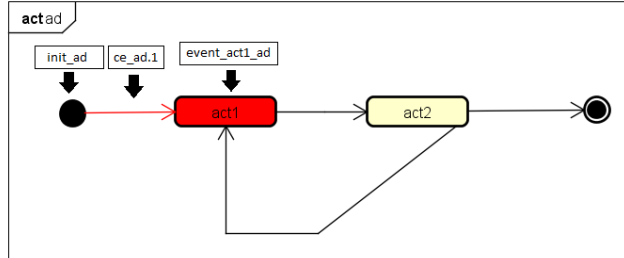 act ad
init_ad
ce_ad.1
event_act1_ad
act1
act2